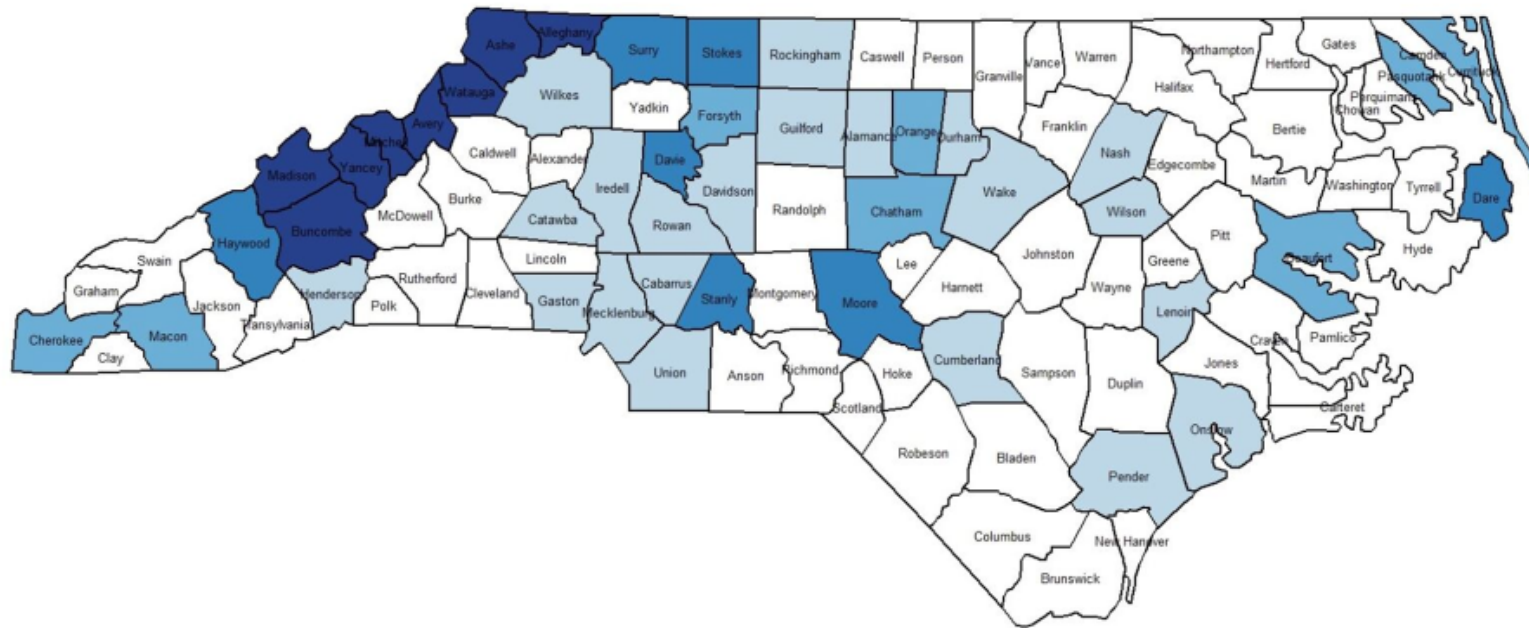 Ashe
Alleghany
Surry
Stokes
Rockingham
Caswell
Person
Granville
Vance
Warren
Northampton
Hertford
Gates
Camden
Currituck
Pasquotank
Perquimans
Chowan
Halifax
Bertie
Watauga
Wilkes
Yadkin
Forsyth
Guilford
Alamance
Orange
Durham
Franklin
Nash
Edgecombe
Martin
Washington
Tyrrell
Dare
Avery
Mitchell
Yancey
Madison
Caldwell
Alexander
Iredell
Davie
Davidson
Randolph
Chatham
Wake
Wilson
Pitt
Beaufort
Hyde
Buncombe
McDowell
Burke
Catawba
Rowan
Haywood
Swain
Graham
Jackson
Henderson
Transylvania
Rutherford
Polk
Cleveland
Lincoln
Gaston
Mecklenburg
Cabarrus
Stanly
Montgomery
Moore
Lee
Harnett
Johnston
Wayne
Greene
Lenoir
Craven
Pamlico
Cherokee
Clay
Macon
Union
Anson
Richmond
Scotland
Hoke
Cumberland
Sampson
Duplin
Jones
Carteret
Onslow
Robeson
Bladen
Pender
Columbus
New Hanover
Brunswick